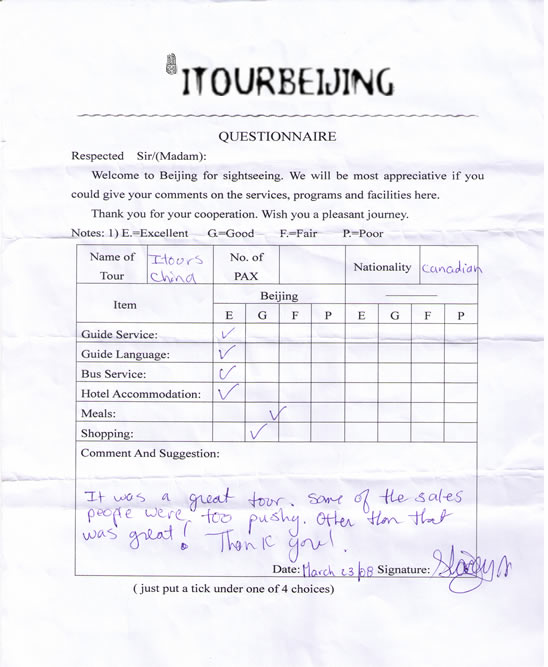 ITOURBEIJING
QUESTIONNAIRE
Respected Sir/(Madam):
Welcome to Beijing for sightseeing. We will be most appreciative if you
could give your comments on the services, programs and facilities here.
Thank you for your cooperation. Wish you a pleasant journey.
Notes: 1) E.=Excellent G.=Good F.=Fair P.=Poor
Name of Tour Itours China No. of PAX Nationality Canadian
Item Beijing
E G F P E G F P
Guide Service: ✓
Guide Language: ✓
Bus Service: ✓
Hotel Accommodation: ✓
Meals: ✓
Shopping: ✓
Comment And Suggestion:
It was a great tour. Some of the sales
people were too pushy. Otter than that
was great! Thank you!
Date: March 23/08 Signature:
( just put a tick under one of 4 choices)